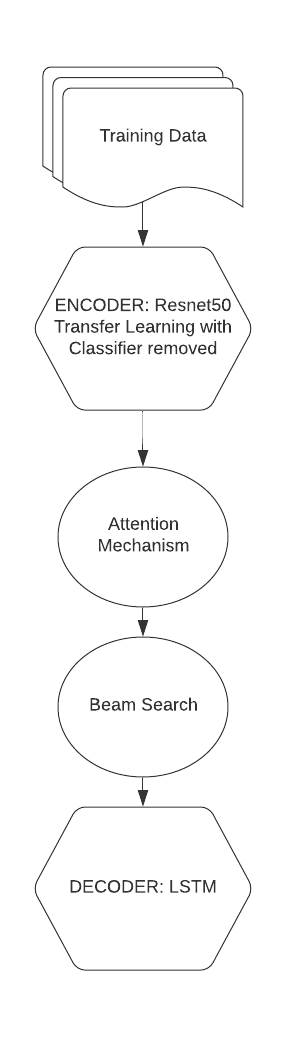 Training Data
ENCODER: Resnet50
Transfer Learning with
Classifier removed
Attention
Mechanism
Beam Search
DECODER: LSTM